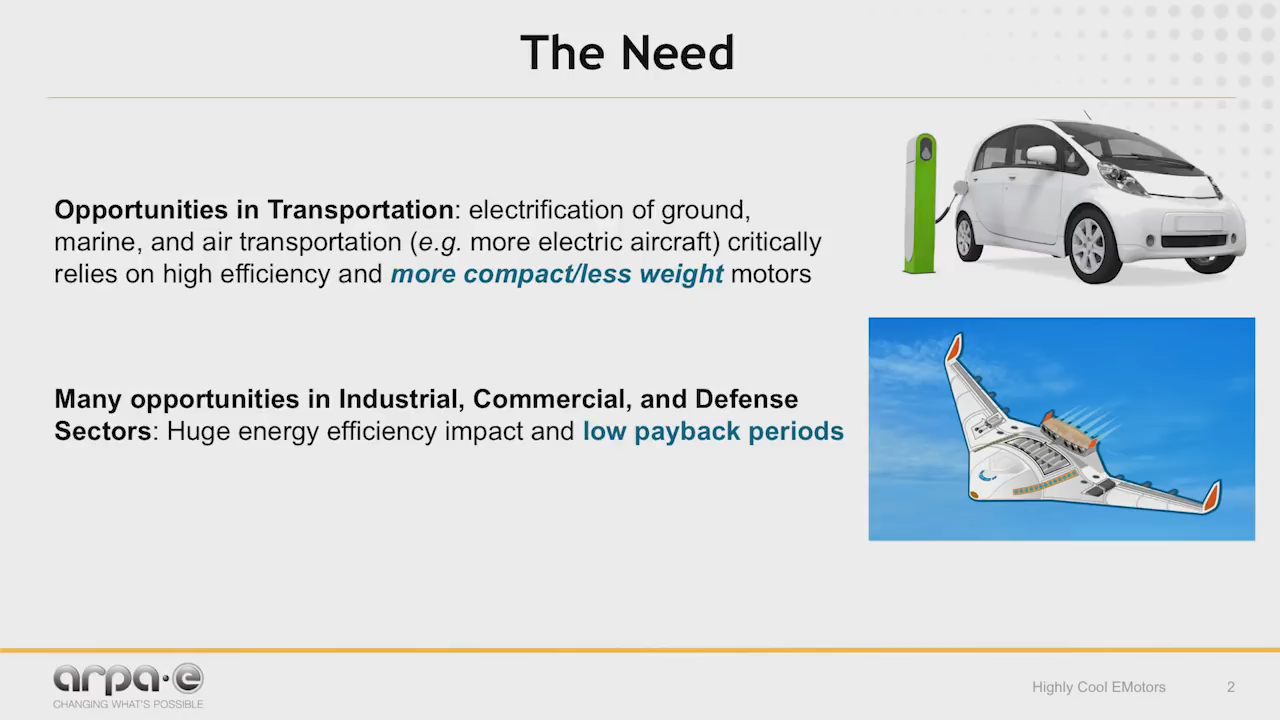 The Need
Opportunities in Transportation: electrification of ground,
marine, and air transportation (e.g. more electric aircraft) critically
relies on high efficiency and more compact/less weight motors
Many opportunities in Industrial, Commercial, and Defense
Sectors: Huge energy efficiency impact and low payback periods
arpa·e
CHANGING WHAT'S POSSIBLE
Highly Cool EMotors
2